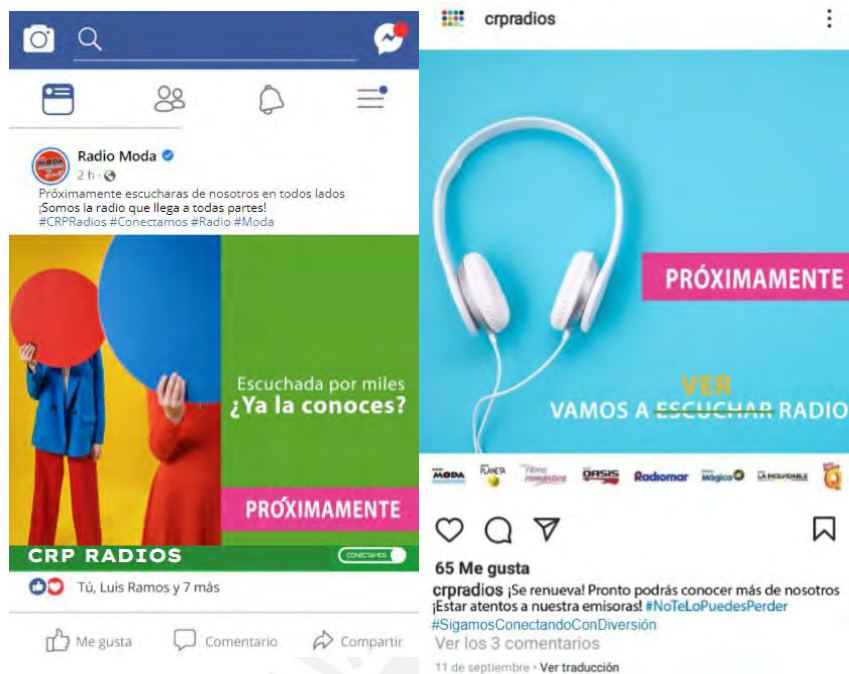 Radio Moda
2 h
Próximamente escucharas de nosotros en todos lados
¡Somos la radio que llega a todas partes!
#CRPRadios #Conectamos #Radio #Moda
MODA
Escuchada por miles
¿Ya la conoces?
PRÓXIMAMENTE
CRP RADIOS
CONECTAMOS
Tú, Luis Ramos y 7 más
Me gusta
Comentario
Compartir
crpradios
PRÓXIMAMENTE
VER
VAMOS A ESCUCHAR RADIO
MODA
PLANETA
ritmo romántica
OASIS
Radiomar
Mágica
LA INOLVIDABLE
Q
65 Me gusta
crpradios ¡Se renueva! Pronto podrás conocer más de nosotros
¡Estar atentos a nuestra emisoras! #NoTeLoPuedesPerder
#SigamosConectandoConDiversión
Ver los 3 comentarios
11 de septiembre • Ver traducción